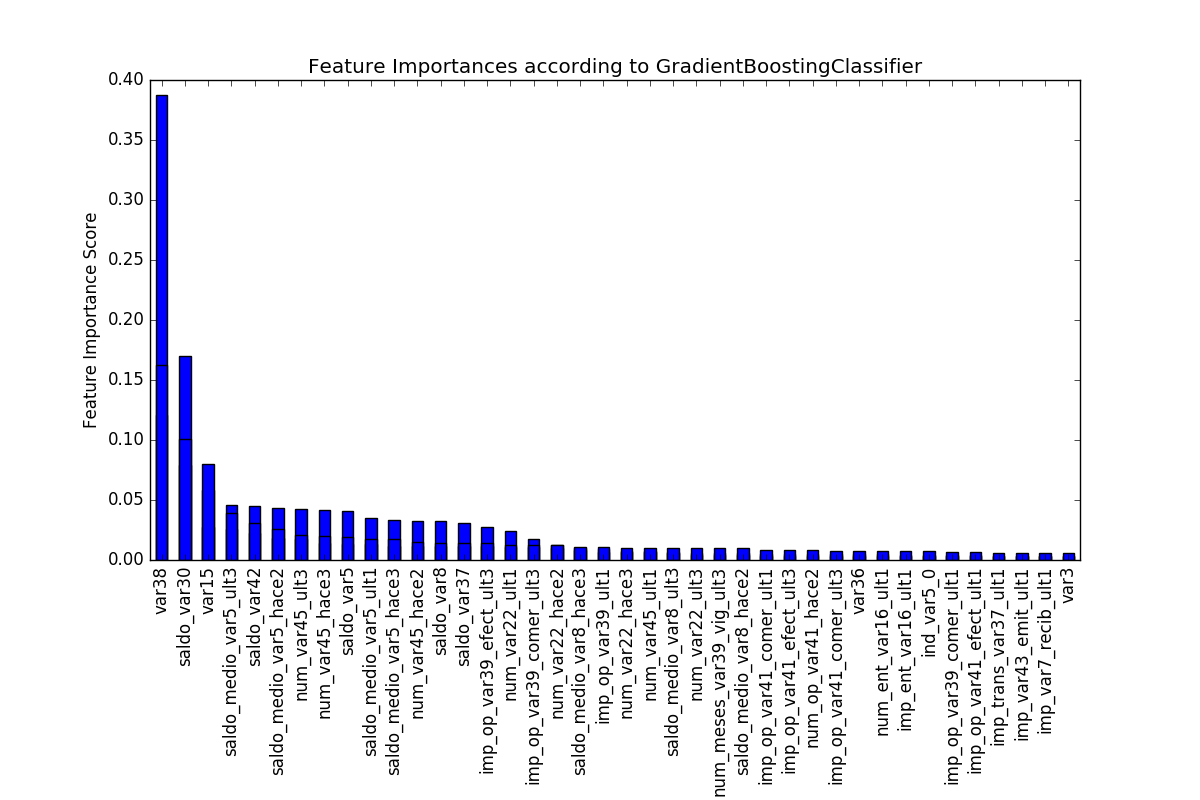 Feature Importances according to GradientBoostingClassifier
Feature Importance Score
0.40
0.35
0.30
0.25
0.20
0.15
0.10
0.05
0.00
var38
saldo_var30
var15
saldo_medio_var5_ult3
saldo_var42
saldo_medio_var5_hace2
num_var45_ult3
num_var45_hace3
saldo_var5
saldo_medio_var5_ult1
saldo_medio_var5_hace3
num_var45_hace2
saldo_var8
saldo_var37
imp_op_var39_efect_ult3
num_var22_ult1
imp_op_var39_comer_ult3
num_var22_hace2
saldo_medio_var8_hace3
imp_op_var39_ult1
num_var22_hace3
num_var45_ult1
saldo_medio_var8_ult3
num_var22_ult3
num_meses_var39_vig_ult3
saldo_medio_var8_hace2
imp_op_var41_comer_ult1
imp_op_var41_efect_ult3
num_op_var41_hace2
imp_op_var41_comer_ult3
var36
num_ent_var16_ult1
imp_ent_var16_ult1
ind_var5_0
imp_op_var39_comer_ult1
imp_op_var41_efect_ult1
imp_trans_var37_ult1
imp_var43_emit_ult1
imp_var7_recib_ult1
var3